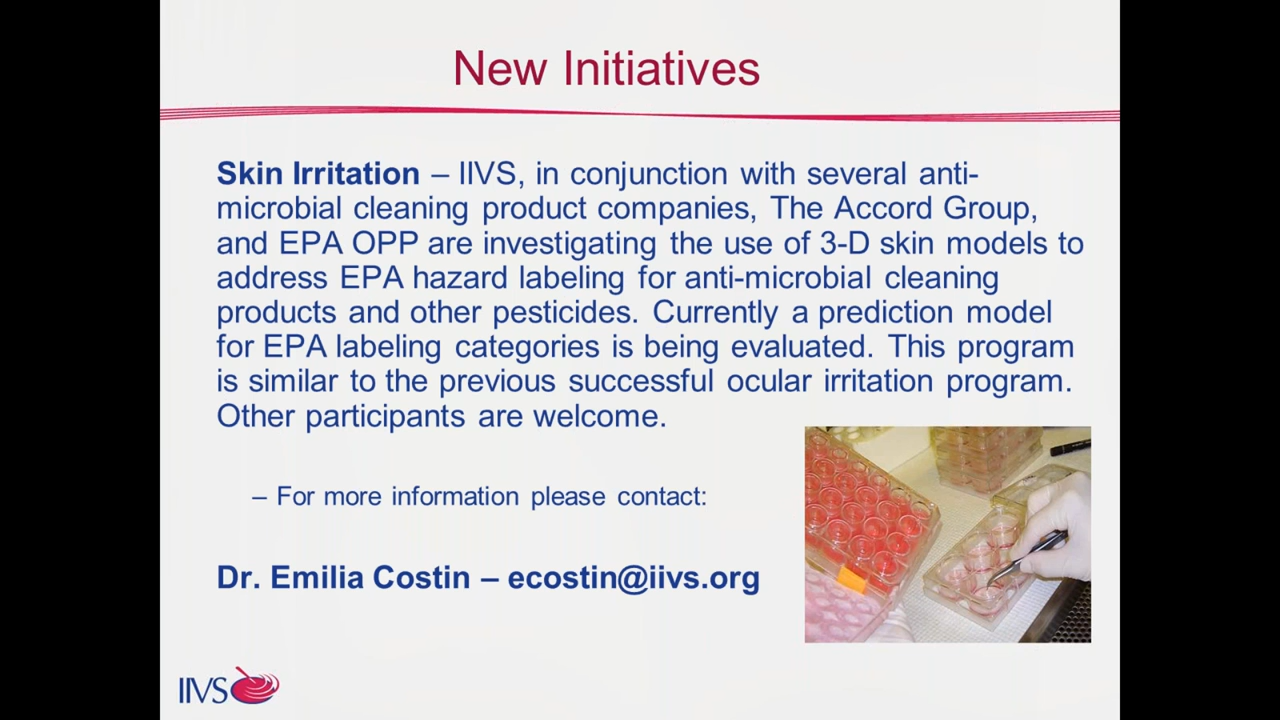 New Initiatives
Skin Irritation – IIVS, in conjunction with several anti-
microbial cleaning product companies, The Accord Group,
and EPA OPP are investigating the use of 3-D skin models to
address EPA hazard labeling for anti-microbial cleaning
products and other pesticides. Currently a prediction model
for EPA labeling categories is being evaluated. This program
is similar to the previous successful ocular irritation program.
Other participants are welcome.
– For more information please contact:
Dr. Emilia Costin – ecostin@iivs.org
IIVS